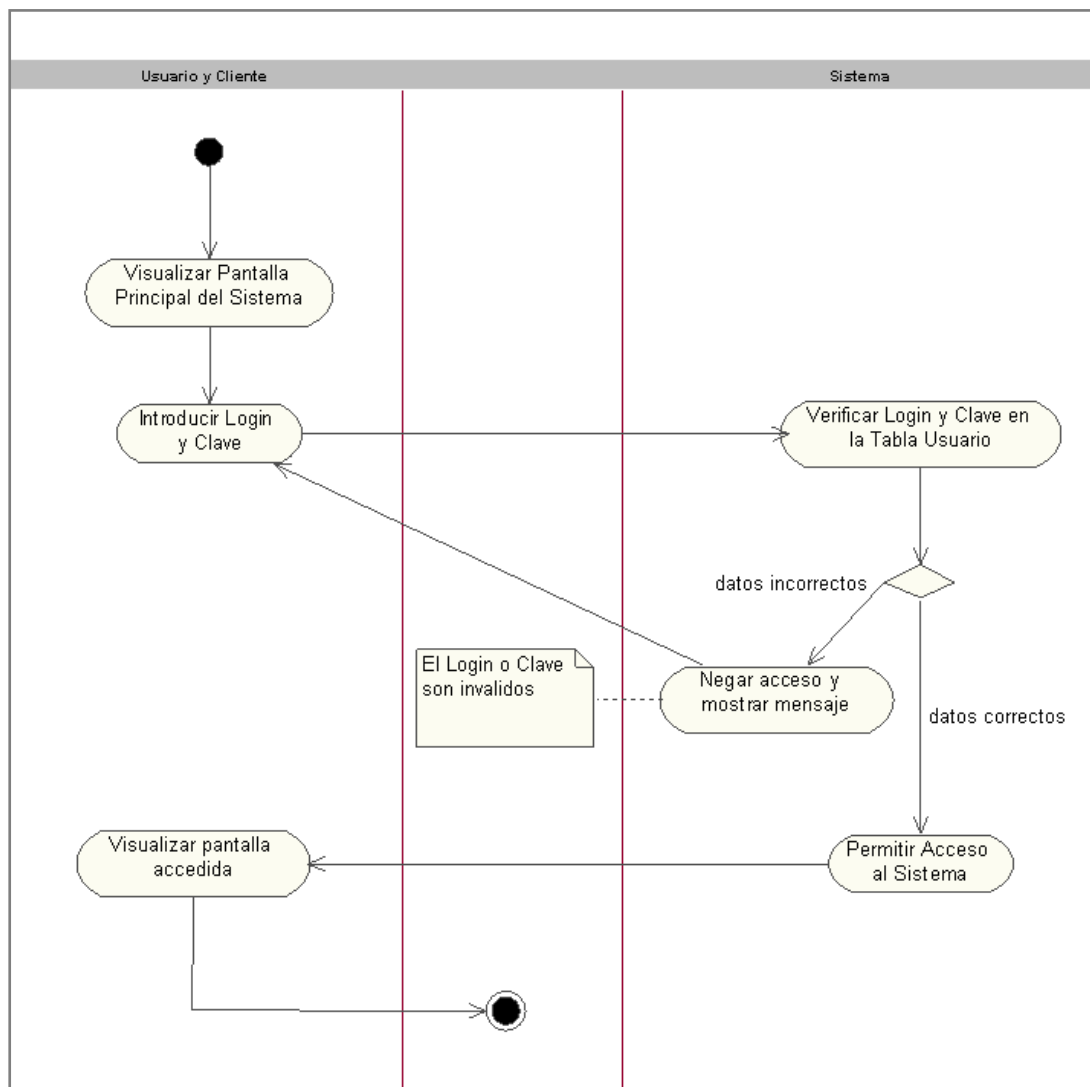 Usuario y Cliente
Sistema
Visualizar Pantalla
Principal del Sistema
Introducir Login
y Clave
Verificar Login y Clave en
la Tabla Usuario
datos incorrectos
El Login o Clave
son invalidos
Negar acceso y
mostrar mensaje
datos correctos
Visualizar pantalla
accedida
Permitir Acceso
al Sistema